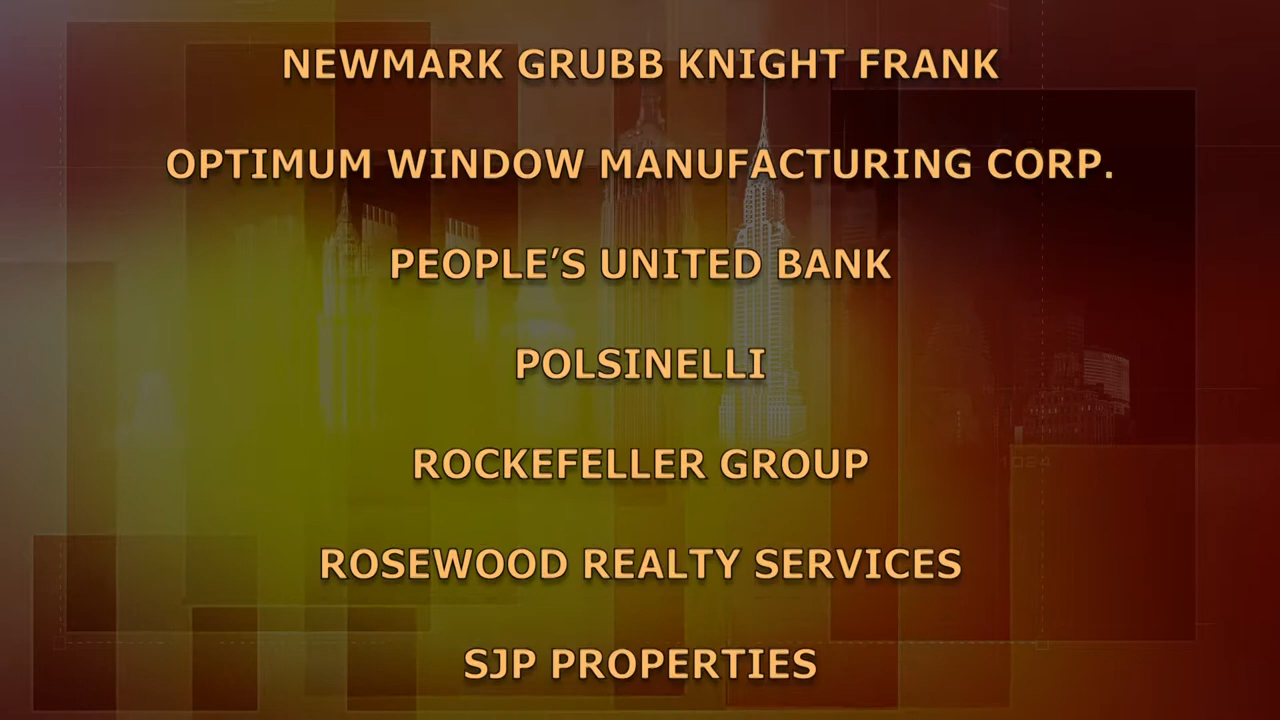 NEWMARK GRUBB KNIGHT FRANK
OPTIMUM WINDOW MANUFACTURING CORP.
PEOPLE’S UNITED BANK
POLSINELLI
ROCKEFELLER GROUP
1084
ROSEWOOD REALTY SERVICES
SJP PROPERTIES